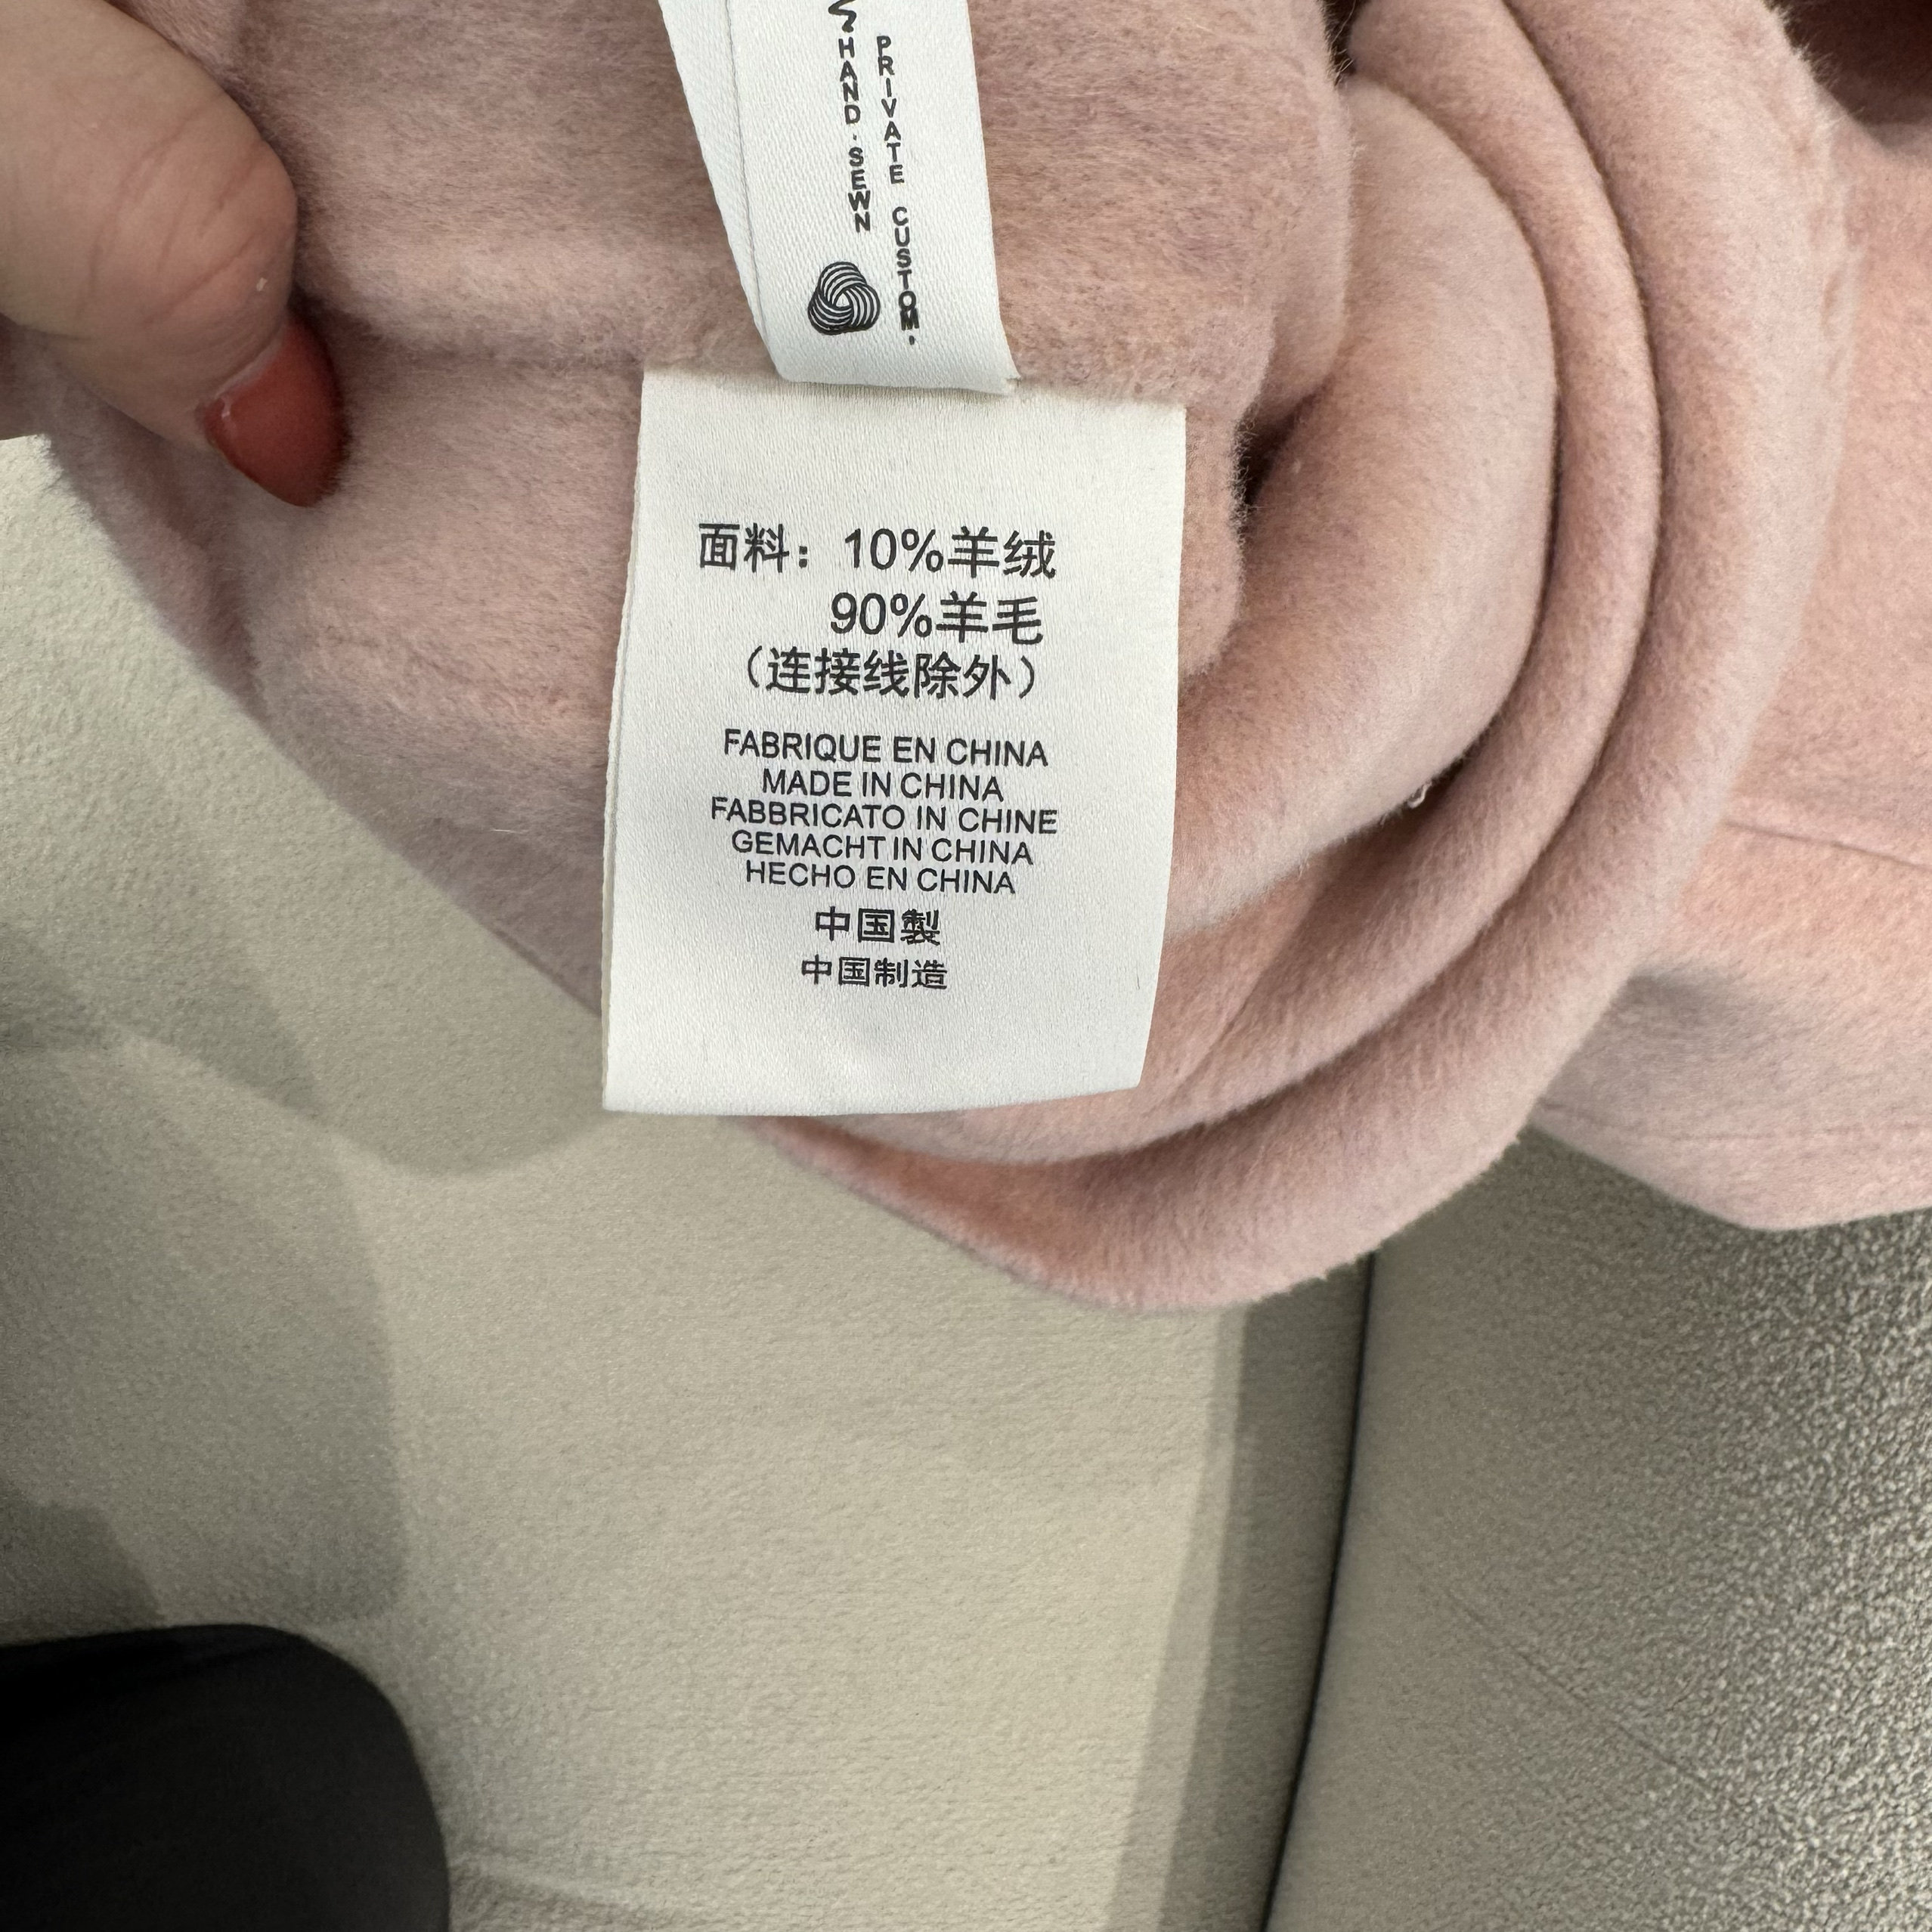 HAND·SEWN
PRIVATE CUSTOM.
面料：10%羊绒
90%羊毛
（连接线除外）
FABRIQUE EN CHINA
MADE IN CHINA
FABBRICATO IN CHINE
GEMACHT IN CHINA
HECHO EN CHINA
中国製
中国制造